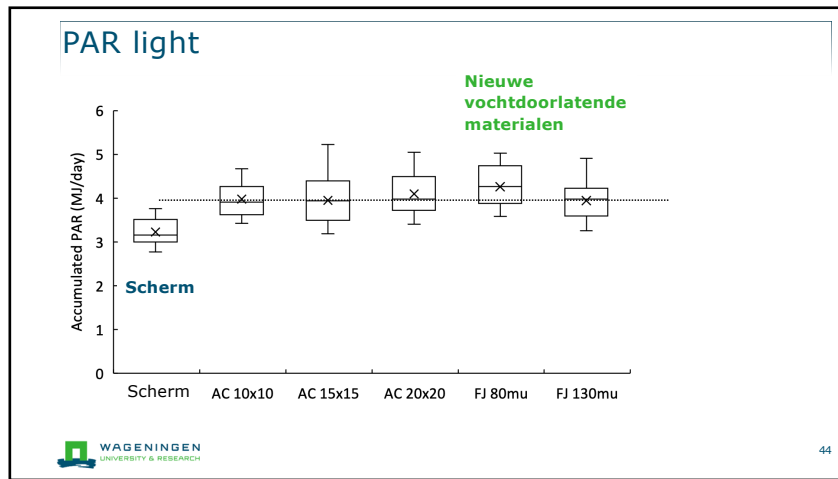 PAR light
Nieuwe
vochtdoorlatende
materialen
Accumulated PAR (MJ/day)
6
5
4
3
2
1
0
Scherm
Scherm
AC 10x10
AC 15x15
AC 20x20
FJ 80mu
FJ 130mu
WAGENINGEN
UNIVERSITY & RESEARCH
44